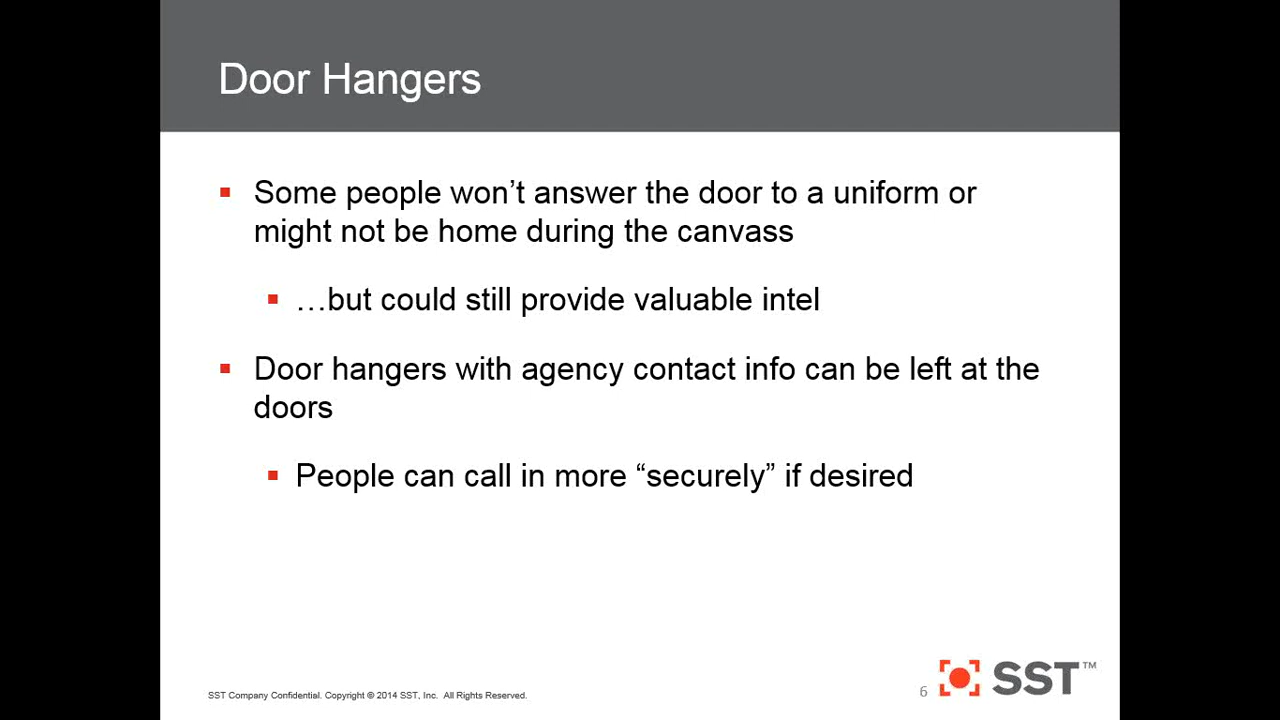 Door Hangers
Some people won’t answer the door to a uniform or
might not be home during the canvass
…but could still provide valuable intel
Door hangers with agency contact info can be left at the
doors
People can call in more “securely” if desired
SST Company Confidential. Copyright © 2014 SST, Inc. All Rights Reserved.
6
SST™